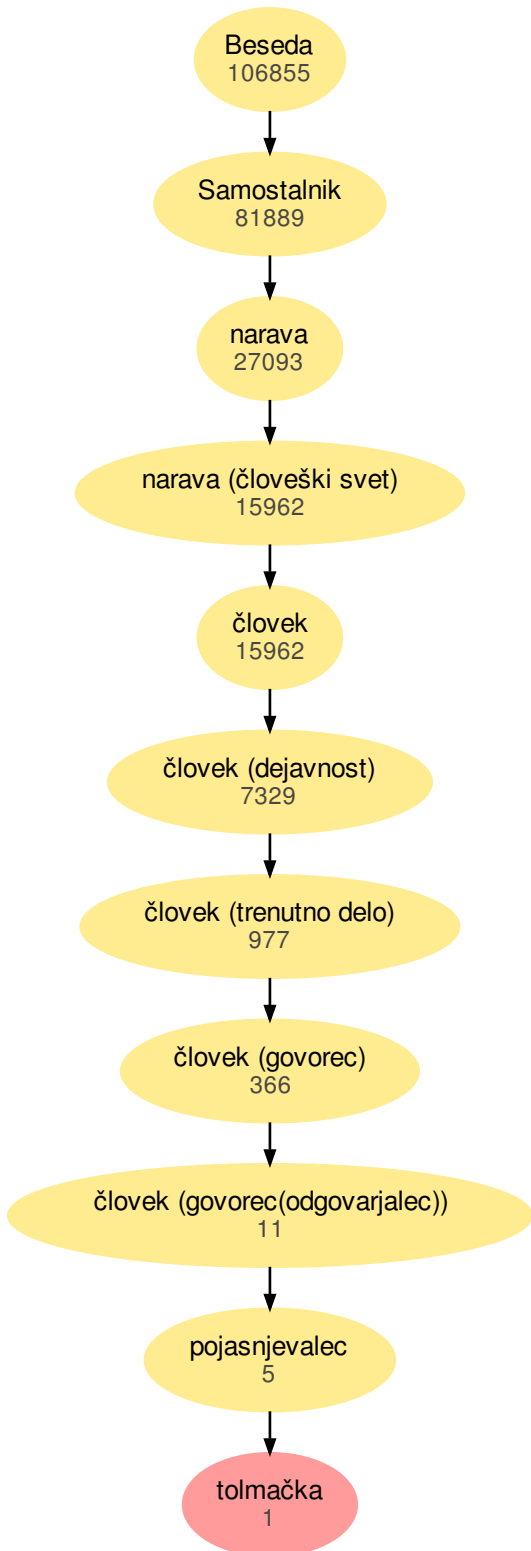 Beseda
106855
Samostalnik
81889
narava
27093
narava (človeški svet)
15962
človek
15962
človek (dejavnost)
7329
človek (trenutno delo)
977
človek (govorec)
366
človek (govorec(odgovarjalec))
11
pojasnjevalec
5
tolmačka
1